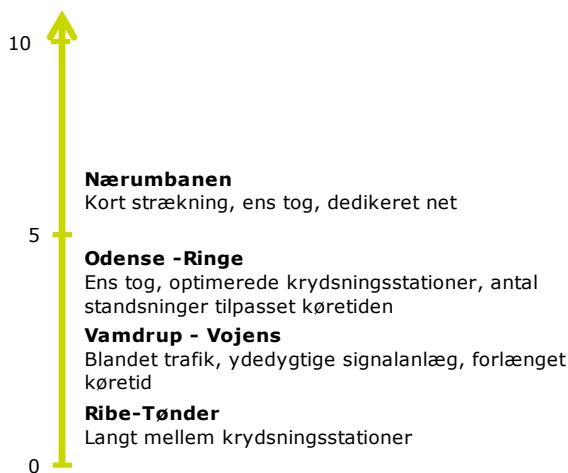 10
Nærumbanen
Kort strækning, ens tog, dedikeret net
5
Odense -Ringe
Ens tog, optimerede krydsningsstationer, antal
standsninger tilpasset køretiden
Vamdrup - Vojens
Blandet trafik, ydedygtige signalanlæg, forlænget
køretid
Ribe-Tønder
Langt mellem krydsningsstationer
0